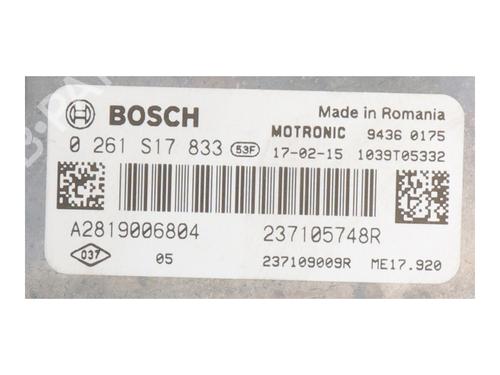 BOSCH
Made in Romania
MOTRONIC 9436 0175
0 261 S17 833 53F 17-02-15 1039T05332
A2819006804 237105748R
037 05 237109009R ME17.920